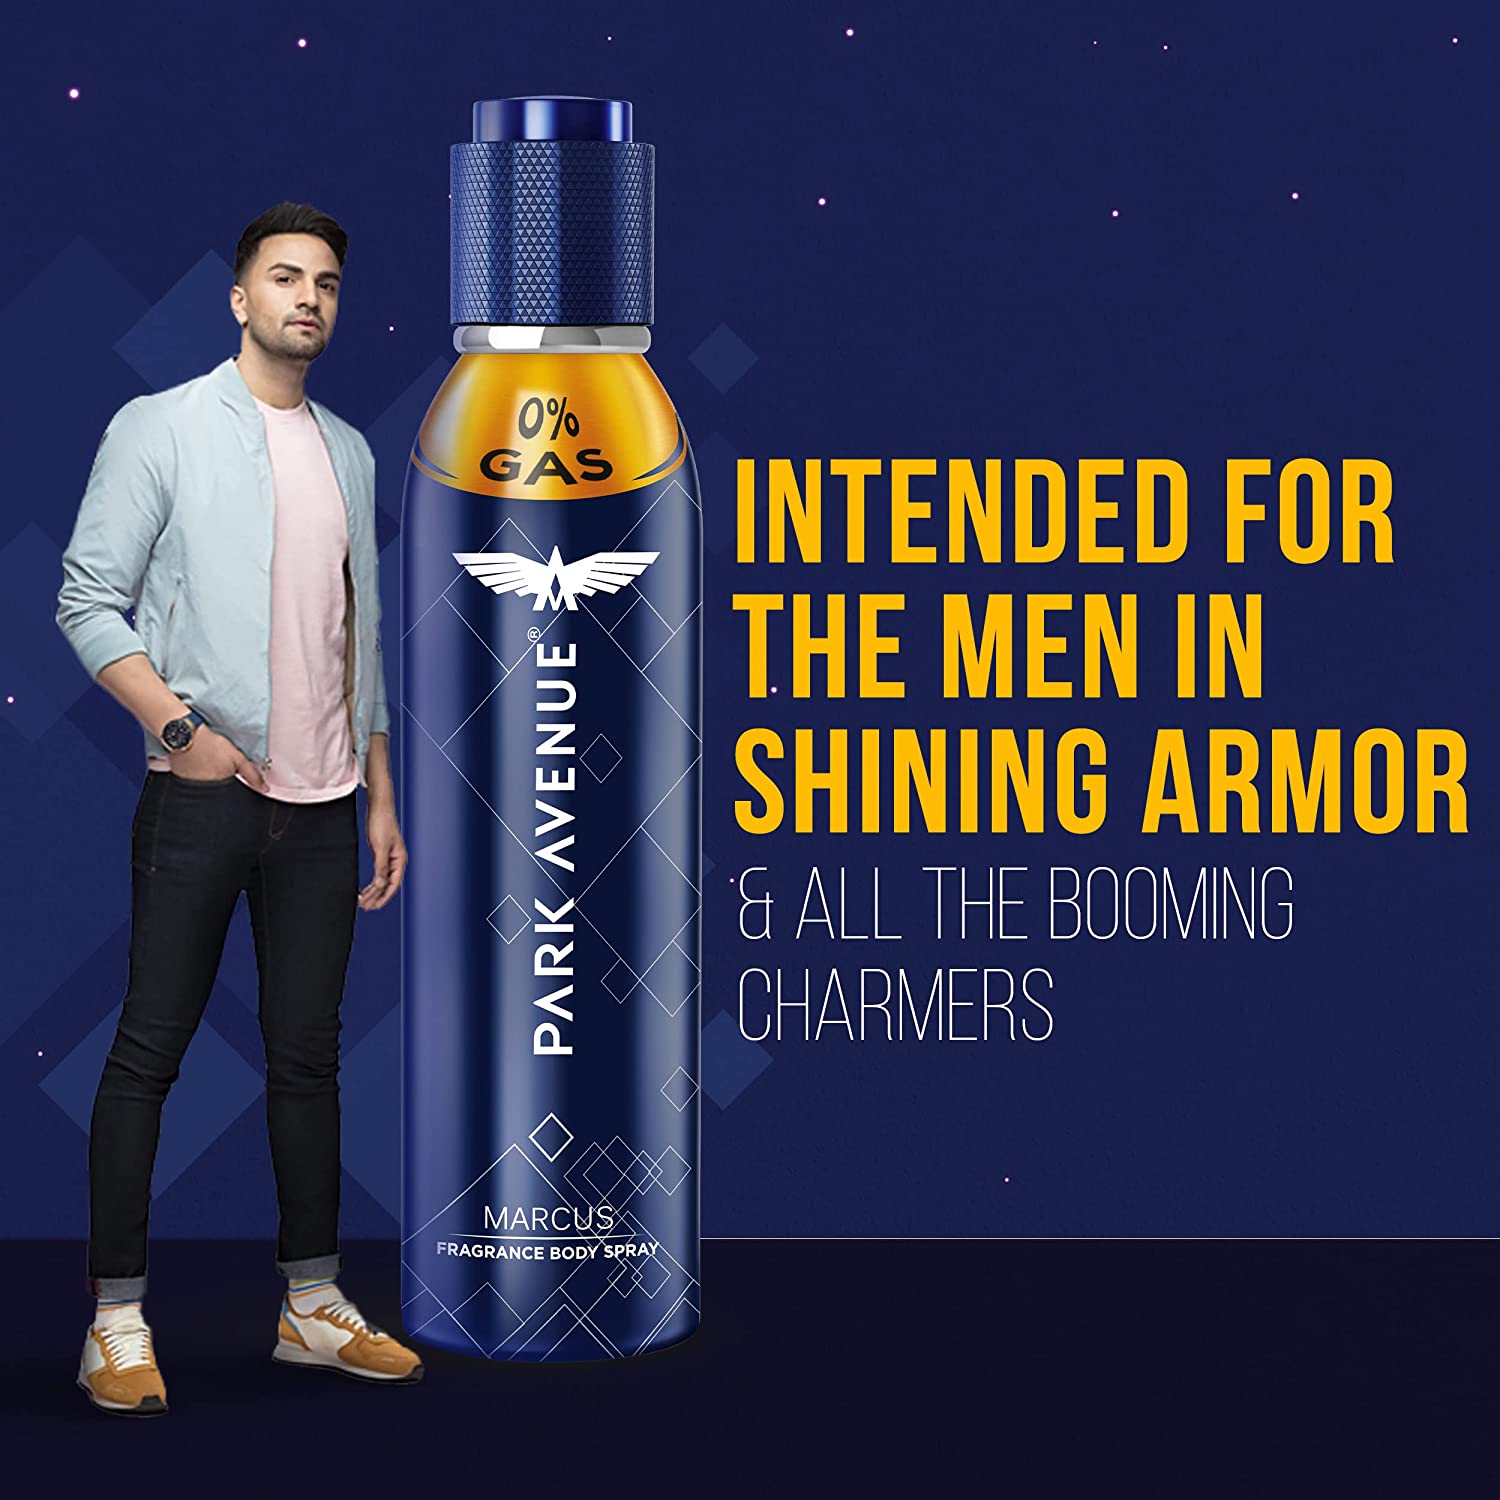 0%
GAS
PARK AVENUE®
MARCUS
FRAGRANCE BODY SPRAY
INTENDED FOR
THE MEN IN
SHINING ARMOR
& ALL THE BOOMING
CHARMERS